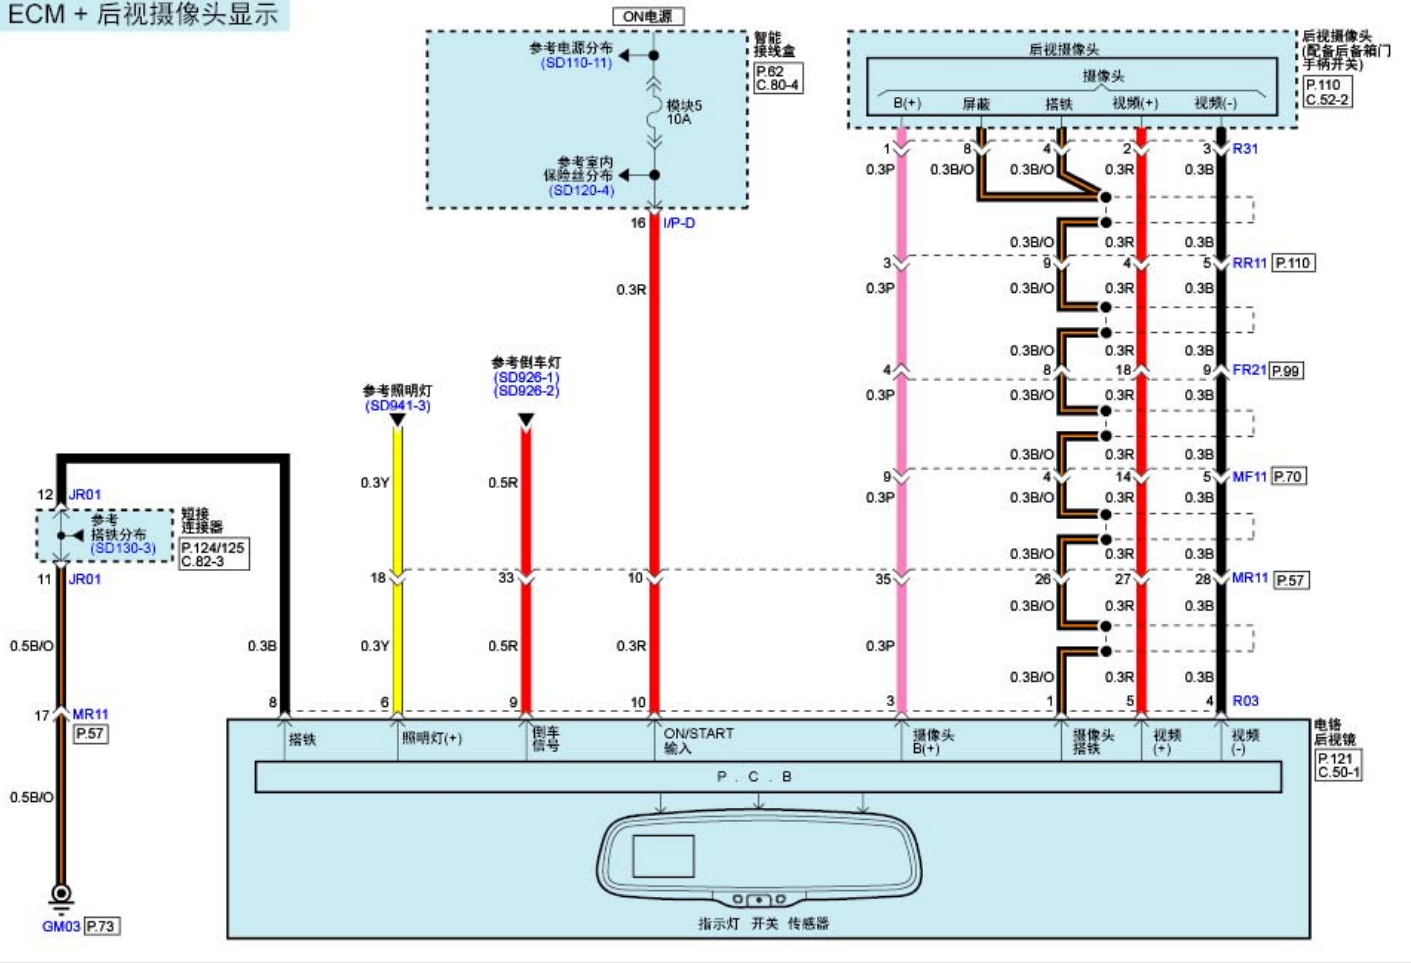 ECM + 后视摄像头显示
ON电源
参考电源分布
(SD110-11)
模块5
10A
参考室内
保险丝分布
(SD120-4)
智能
接线盒
P.62
C.80-4
16 I/P-D
0.3R
后视摄像头
摄像头
B(+) 屏蔽 搭铁 视频(+) 视频(-)
后视摄像头
(配备后备箱门
手柄开关)
P.110
C.52-2
1 8 4 2 3 R31
0.3P 0.3B/O 0.3B/O 0.3R 0.3B
0.3B/O 0.3R 0.3B
3 9 4 5 RR11 P.110
0.3P 0.3B/O 0.3R 0.3B
0.3B/O 0.3R 0.3B
4 8 18 9 FR21 P.99
0.3P 0.3B/O 0.3R 0.3B
0.3B/O 0.3R 0.3B
9 4 14 5 MF11 P.70
0.3P 0.3B/O 0.3R 0.3B
0.3B/O 0.3R 0.3B
参考照明灯
(SD941-3)
参考倒车灯
(SD926-1)
(SD926-2)
0.3Y 0.5R
12 JR01
参考
搭铁分布
(SD130-3)
短接
连接器
P.124/125
C.82-3
11 JR01
18 33 10 35 26 27 28 MR11 P.57
0.3B/O 0.3R 0.3B
0.5B/O 0.3B 0.3Y 0.5R 0.3R 0.3P
0.3B/O 0.3R 0.3B
8 6 9 10 3 1 5 4 R03
17 MR11
P.57
0.5B/O
GM03 P.73
搭铁
照明灯(+)
倒车
信号
ON/START
输入
摄像头
B(+)
摄像头
搭铁
视频
(+)
视频
(-)
电铬
后视镜
P.121
C.50-1
P . C . B
指示灯 开关 传感器